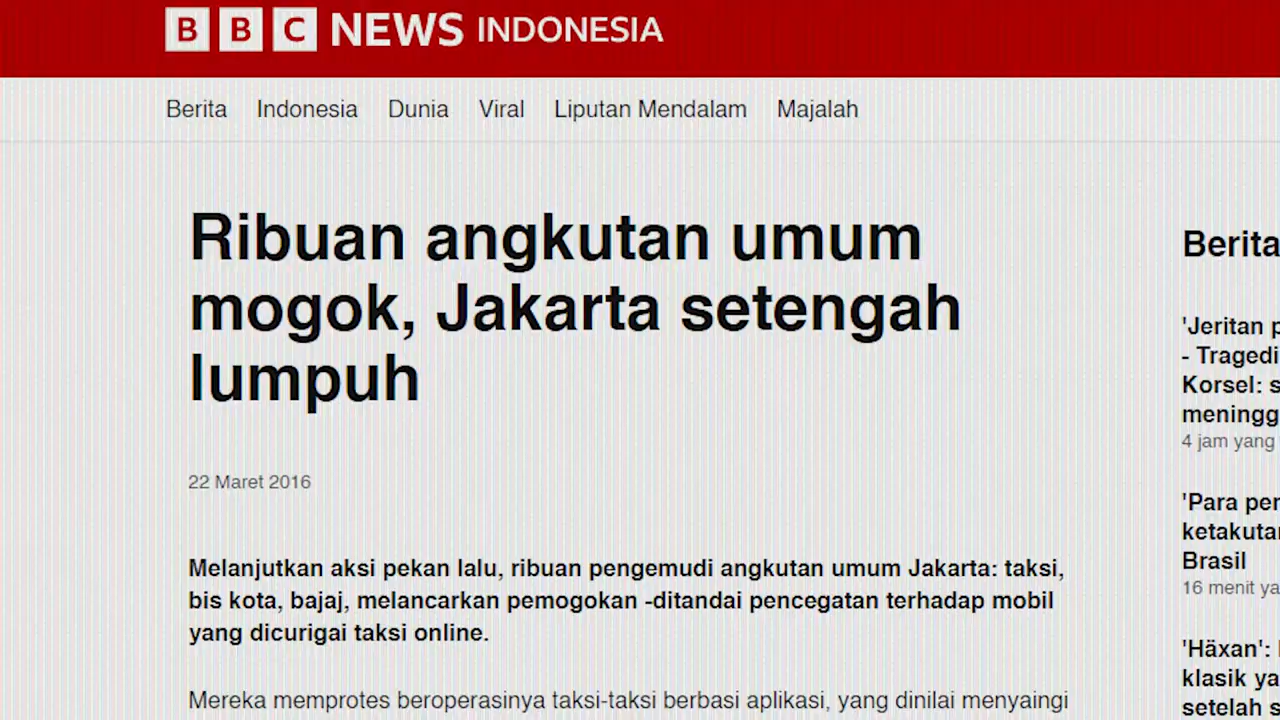 BBC NEWS INDONESIA
Berita Indonesia Dunia Viral Liputan Mendalam Majalah
Ribuan angkutan umum
mogok, Jakarta setengah
lumpuh
22 Maret 2016
Melanjutkan aksi pekan lalu, ribuan pengemudi angkutan umum Jakarta: taksi,
bis kota, bajaj, melancarkan pemogokan -ditandai pencegatan terhadap mobil
yang dicurigai taksi online.
Mereka memprotes beroperasinya taksi-taksi berbasi aplikasi, yang dinilai menyaingi
Berita
'Jeritan
- Tragedi
Korsel:
4 jam yang
'Para
Brasil
16 menit
'Häxan':
klasik
setelah